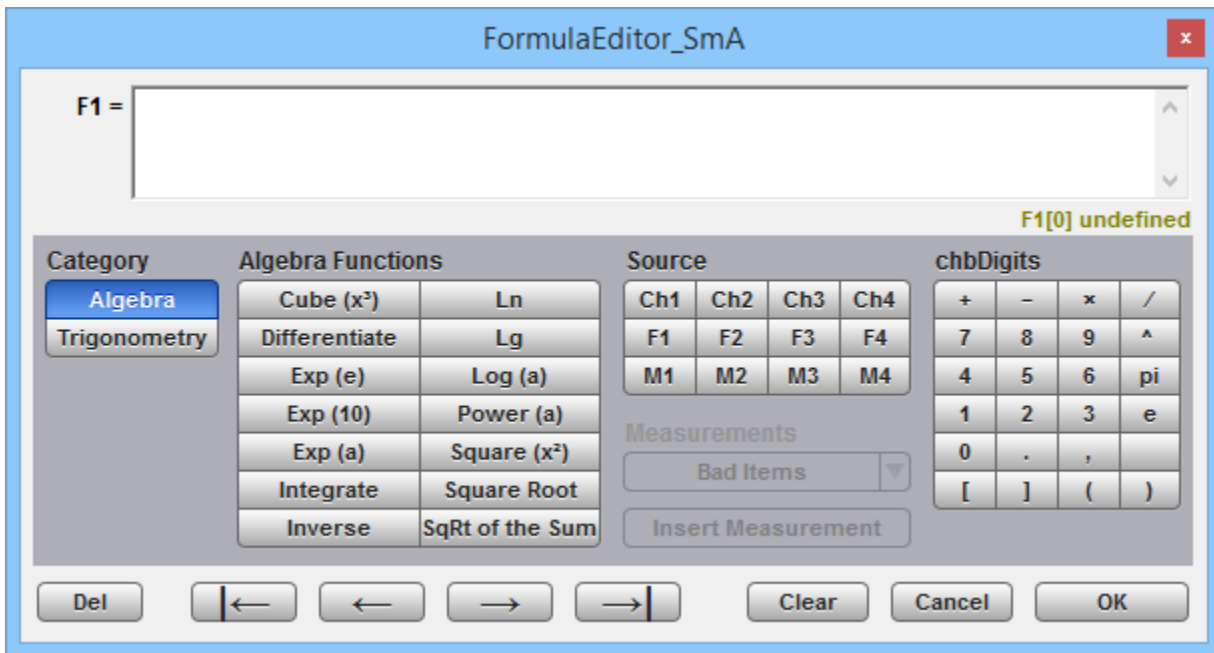 FormulaEditor_SmA
x
F1 =
F1[0] undefined
Category Algebra Functions Source chbDigits
Algebra Cube (x³) Ln Ch1 Ch2 Ch3 Ch4 + − × /
Trigonometry Differentiate Lg F1 F2 F3 F4 7 8 9 ^
Exp (e) Log (a) M1 M2 M3 M4 4 5 6 pi
Exp (10) Power (a) 1 2 3 e
Measurements
Exp (a) Square (x²) Bad Items 0 . ,
Integrate Square Root [ ] ( )
Inverse SqRt of the Sum Insert Measurement
Del |← ← → →| Clear Cancel OK